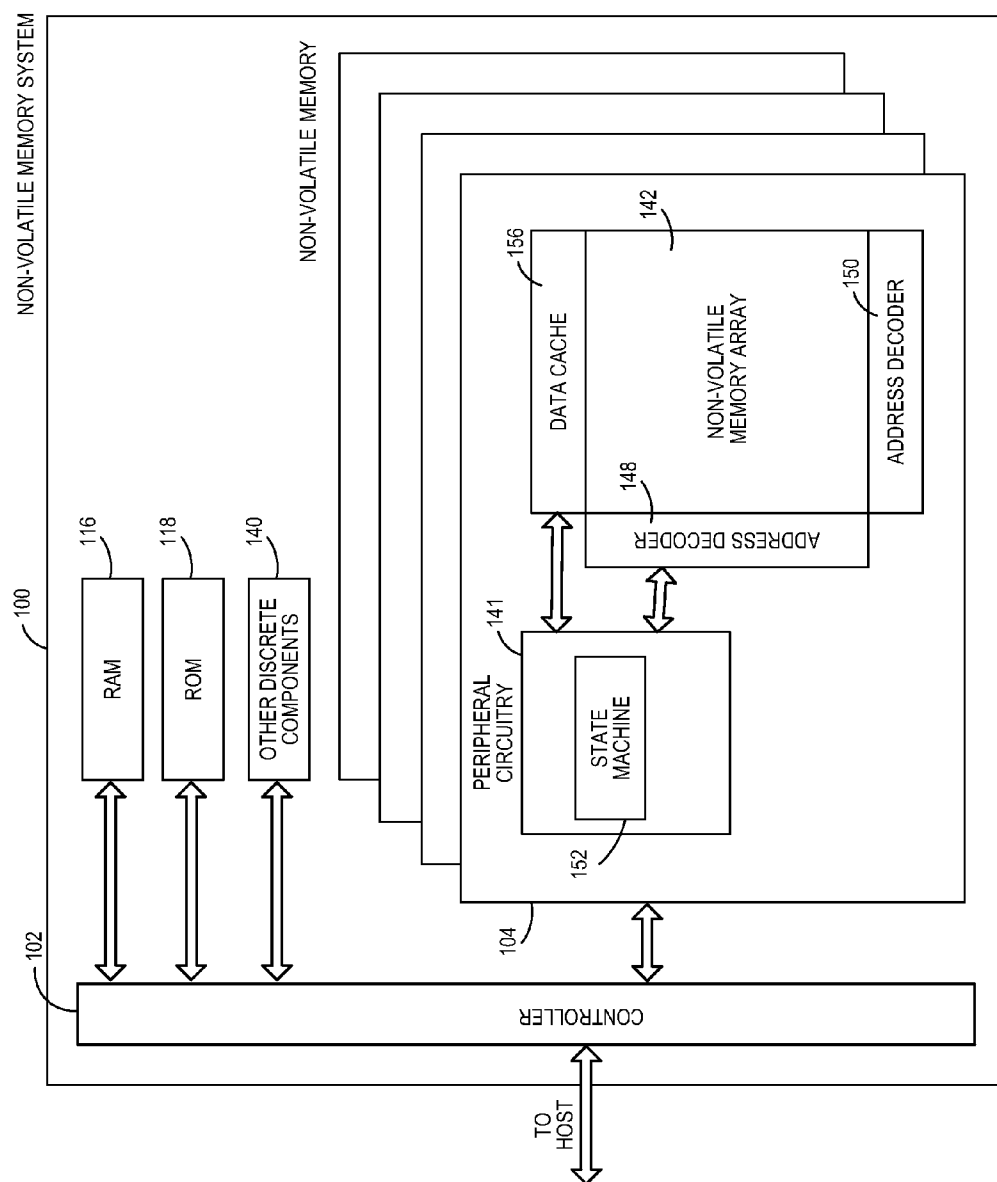 NON-VOLATILE MEMORY SYSTEM
100
102
CONTROLLER
TO
HOST
RAM
116
ROM
118
OTHER DISCRETE
COMPONENTS
140
NON-VOLATILE MEMORY
104
PERIPHERAL
CIRCUITRY
141
STATE
MACHINE
152
DATA CACHE
156
ADDRESS DECODER
148
NON-VOLATILE
MEMORY ARRAY
142
ADDRESS DECODER
150